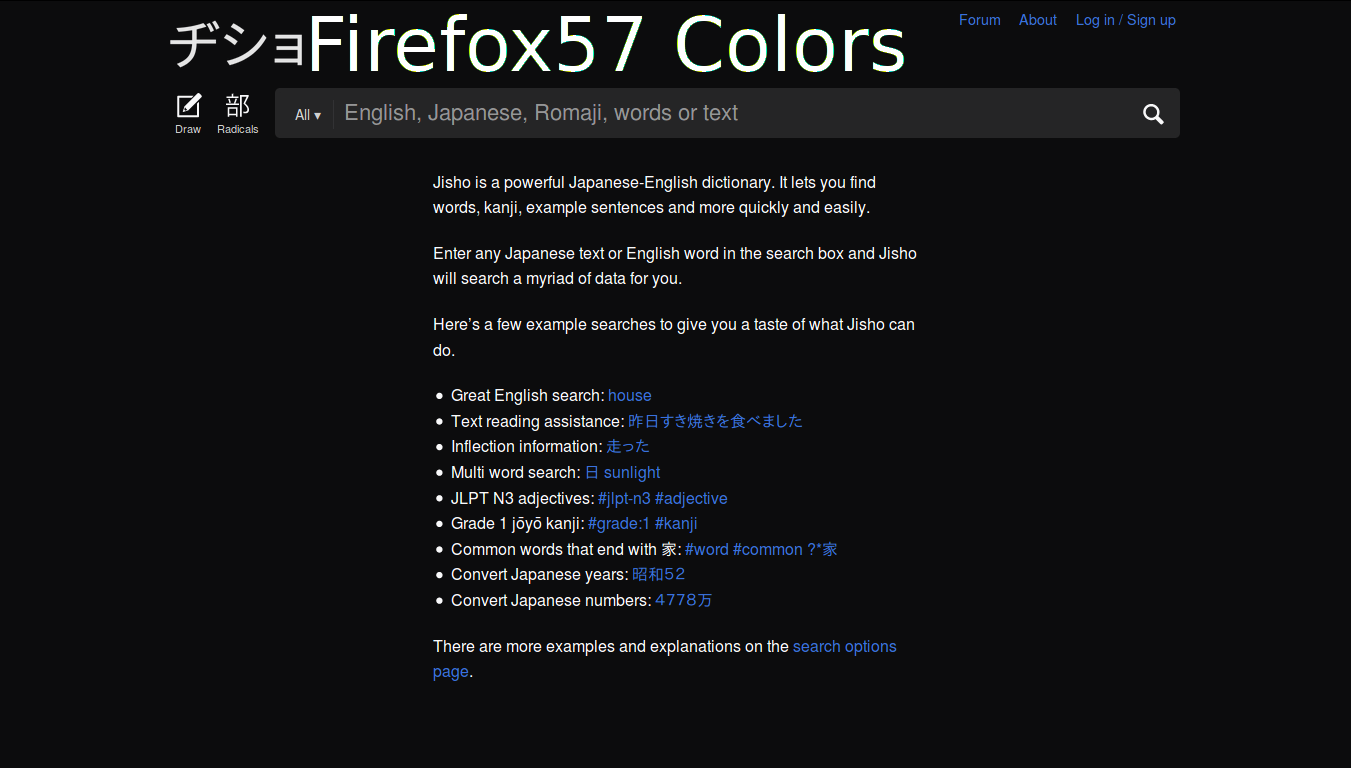 ヂショFirefox57 Colors
Forum About Log in / Sign up
Draw
部
Radicals
All ▾ English, Japanese, Romaji, words or text
Jisho is a powerful Japanese-English dictionary. It lets you find
words, kanji, example sentences and more quickly and easily.
Enter any Japanese text or English word in the search box and Jisho
will search a myriad of data for you.
Here’s a few example searches to give you a taste of what Jisho can
do.
• Great English search: house
• Text reading assistance: 昨日すき焼きを食べました
• Inflection information: 走った
• Multi word search: 日 sunlight
• JLPT N3 adjectives: #jlpt-n3 #adjective
• Grade 1 jōyō kanji: #grade:1 #kanji
• Common words that end with 家: #word #common ?*家
• Convert Japanese years: 昭和52
• Convert Japanese numbers: 4778万
There are more examples and explanations on the search options
page.